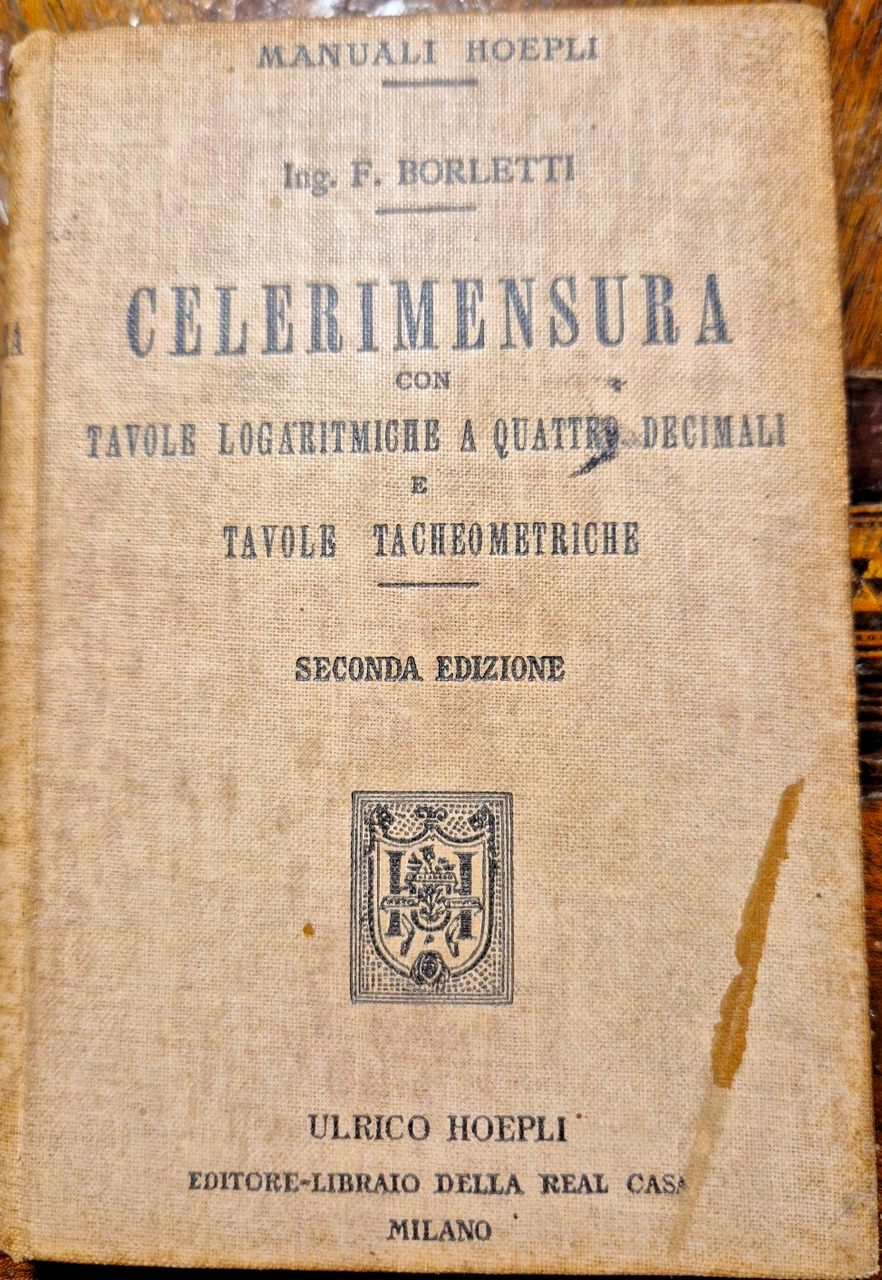 MANUALI HOEPLI
Ing. F. BORLETTI
CELERIMENSURA
CON
TAVOLE LOGARITMICHE A QUATTRO DECIMALI
E
TAVOLE TACHEOMETRICHE
SECONDA EDIZIONE
H H
ULRICO HOEPLI
EDITORE-LIBRAIO DELLA REAL CASA
MILANO